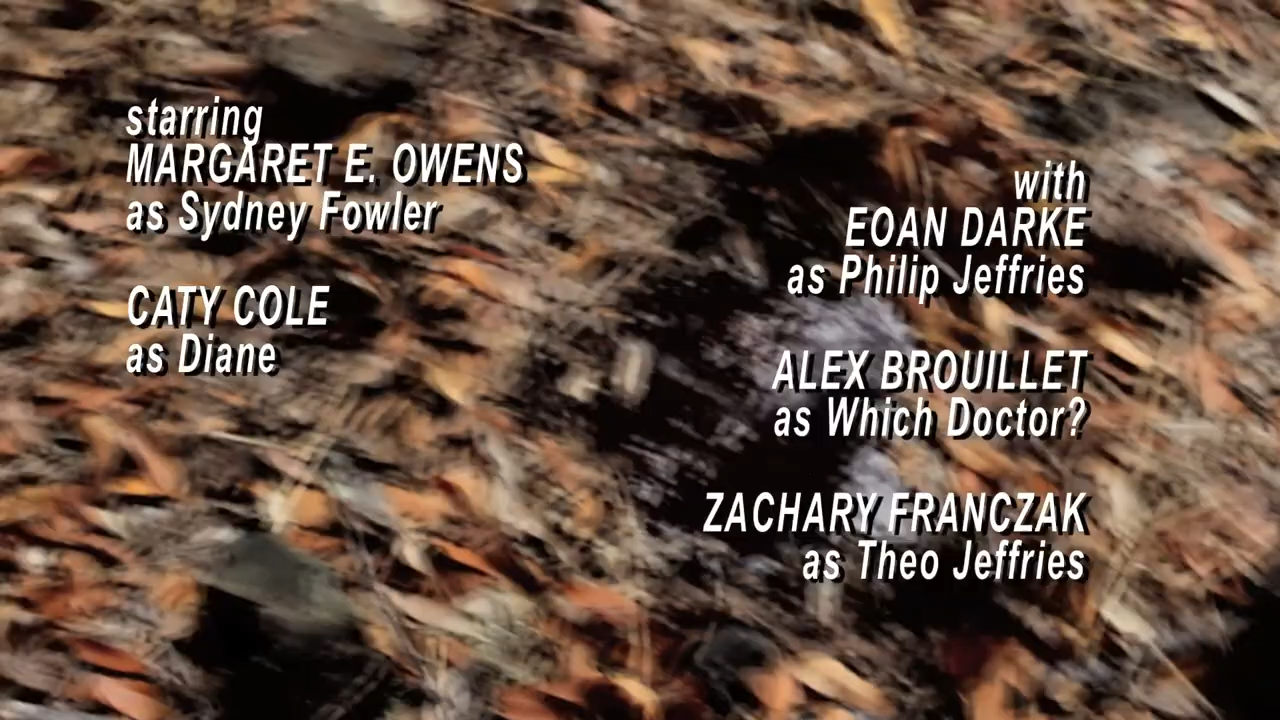 starring
MARGARET E. OWENS
as Sydney Fowler
CATY COLE
as Diane
with
EOAN DARKE
as Philip Jeffries
ALEX BROUILLET
as Which Doctor?
ZACHARY FRANCZAK
as Theo Jeffries